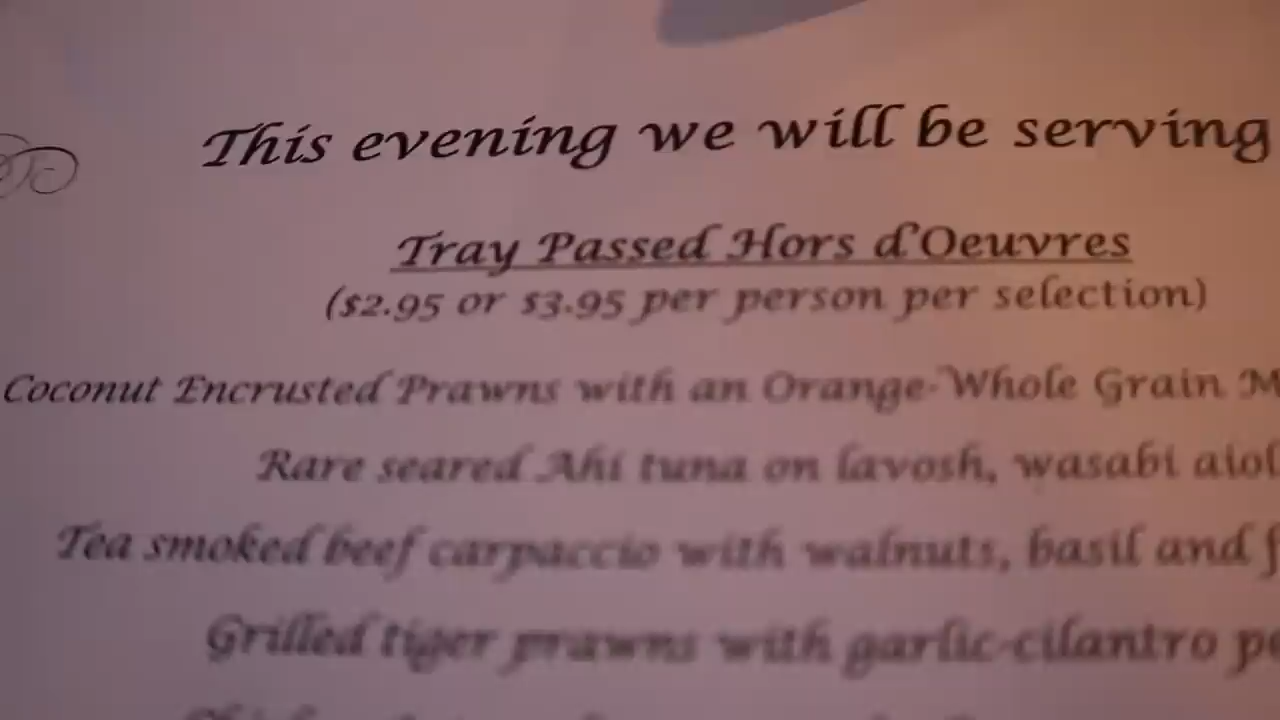 This evening we will be serving
Tray Passed Hors d'Oeuvres
($2.95 or $3.95 per person per selection)
Coconut Encrusted Prawns with an Orange-Whole Grain M
Rare seared Ahi tuna on lavosh, wasabi aiol
Tea smoked beef carpaccio with walnuts, basil and f
Grilled tiger prawns with garlic-cilantro pe